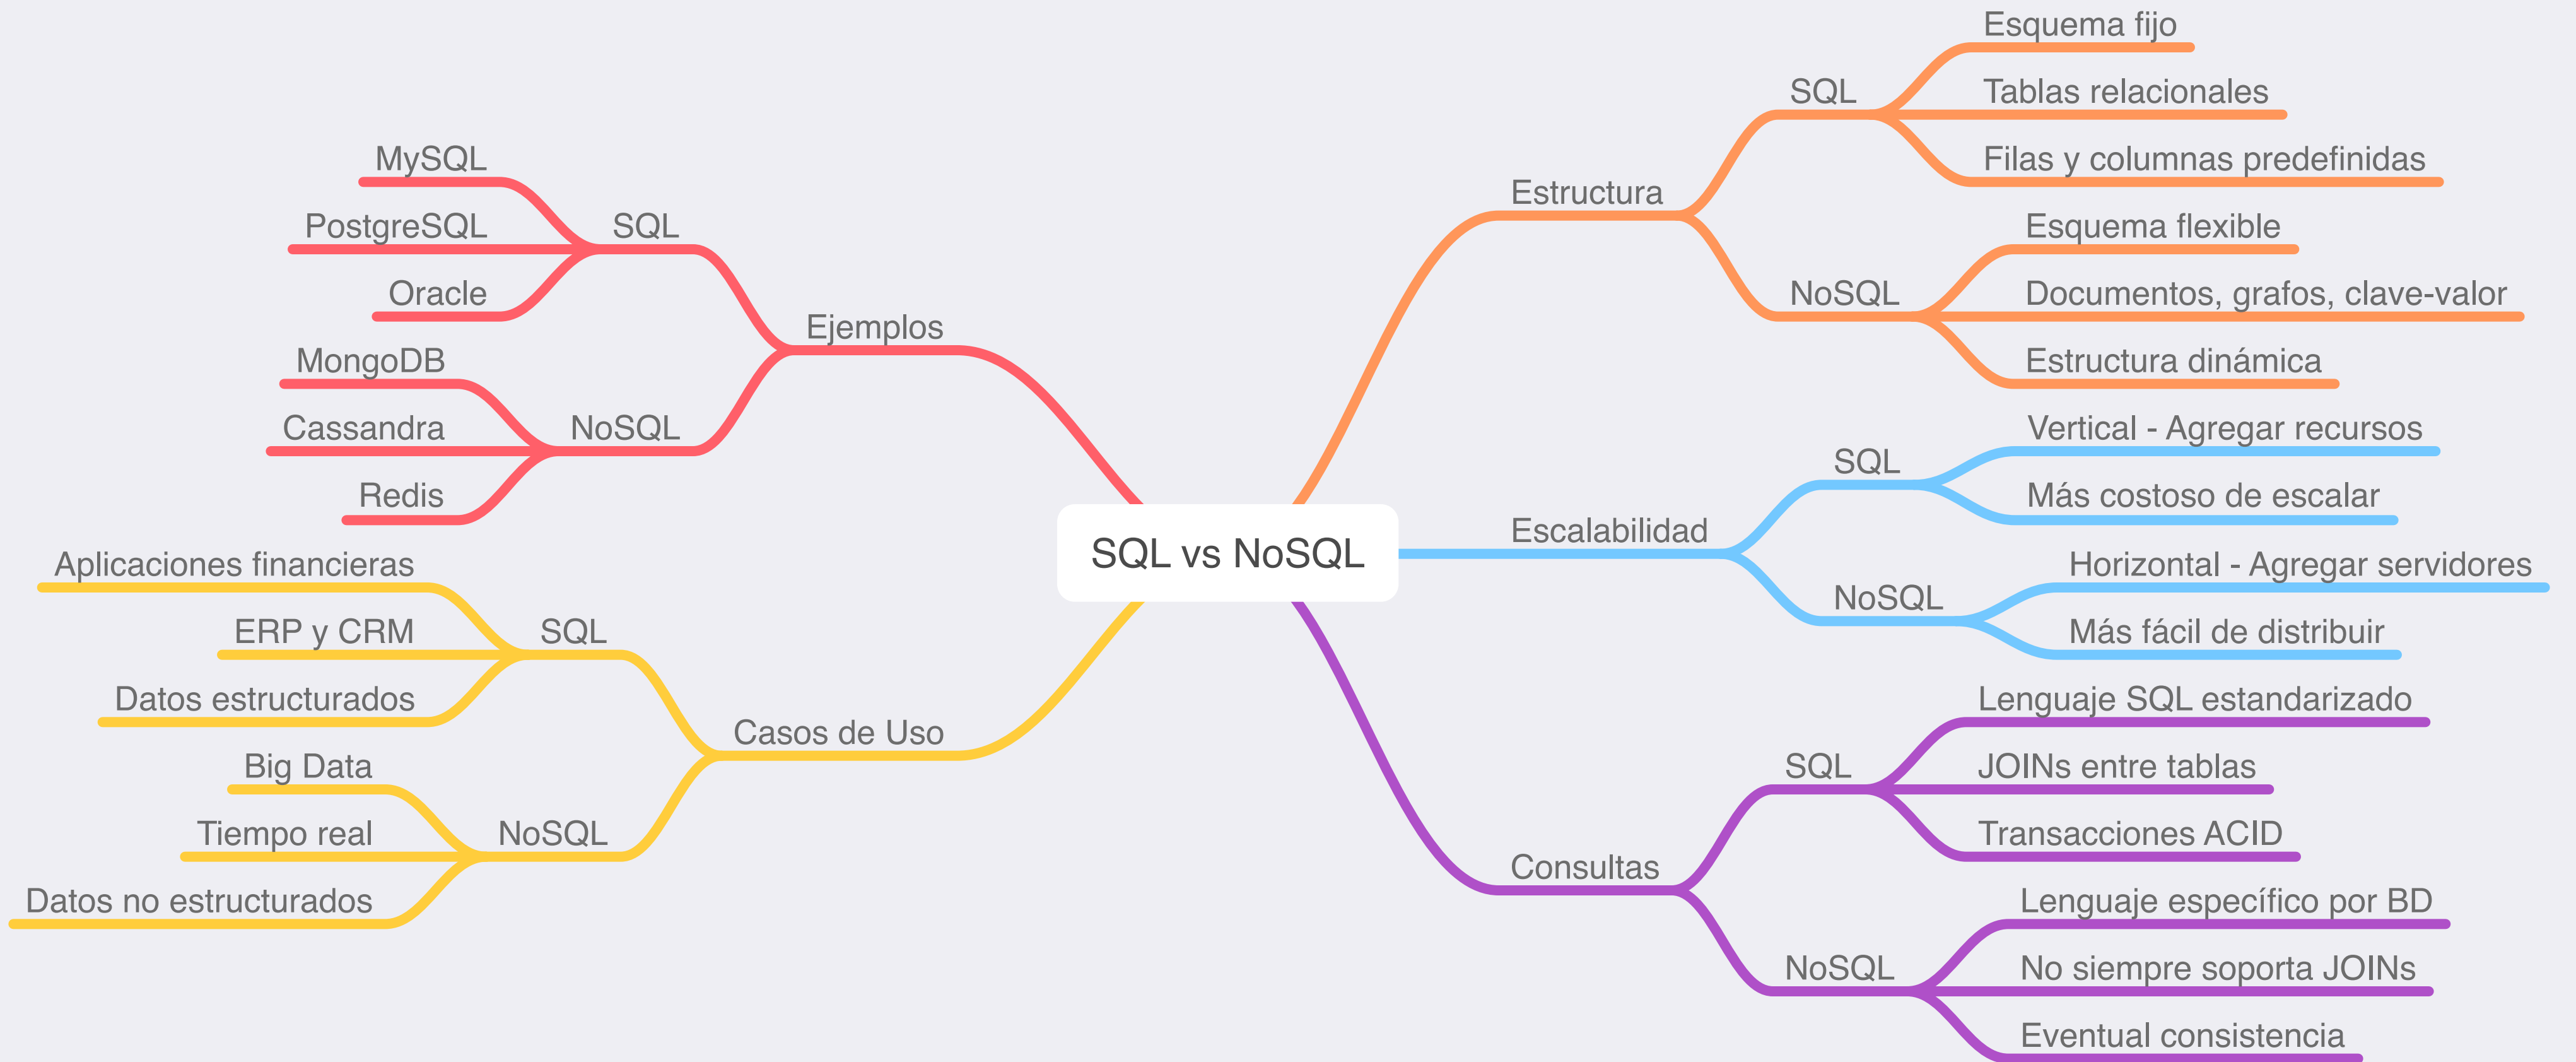 SQL vs NoSQL
Estructura
SQL
Esquema fijo
Tablas relacionales
Filas y columnas predefinidas
NoSQL
Esquema flexible
Documentos, grafos, clave-valor
Estructura dinámica
Escalabilidad
SQL
Vertical - Agregar recursos
Más costoso de escalar
NoSQL
Horizontal - Agregar servidores
Más fácil de distribuir
Consultas
SQL
Lenguaje SQL estandarizado
JOINs entre tablas
Transacciones ACID
NoSQL
Lenguaje específico por BD
No siempre soporta JOINs
Eventual consistencia
Ejemplos
SQL
MySQL
PostgreSQL
Oracle
NoSQL
MongoDB
Cassandra
Redis
Casos de Uso
SQL
Aplicaciones financieras
ERP y CRM
Datos estructurados
NoSQL
Big Data
Tiempo real
Datos no estructurados